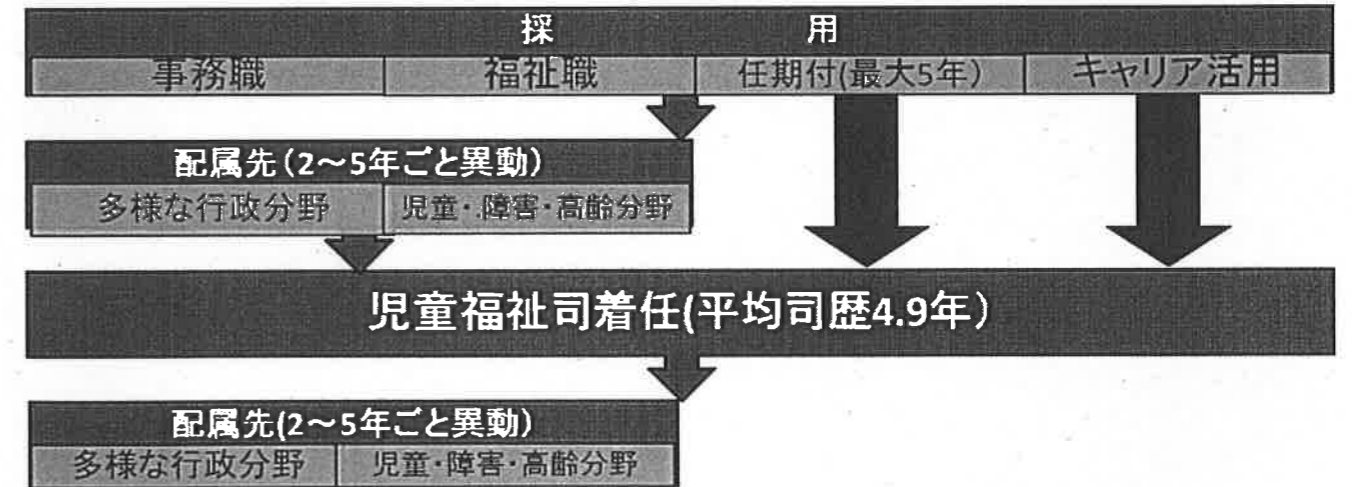 採　用
事務職　福祉職　任期付(最大5年)　キャリア活用
配属先(2～5年ごと異動)
多様な行政分野　児童・障害・高齢分野
児童福祉司着任(平均司歴4.9年)
配属先(2～5年ごと異動)
多様な行政分野　児童・障害・高齢分野